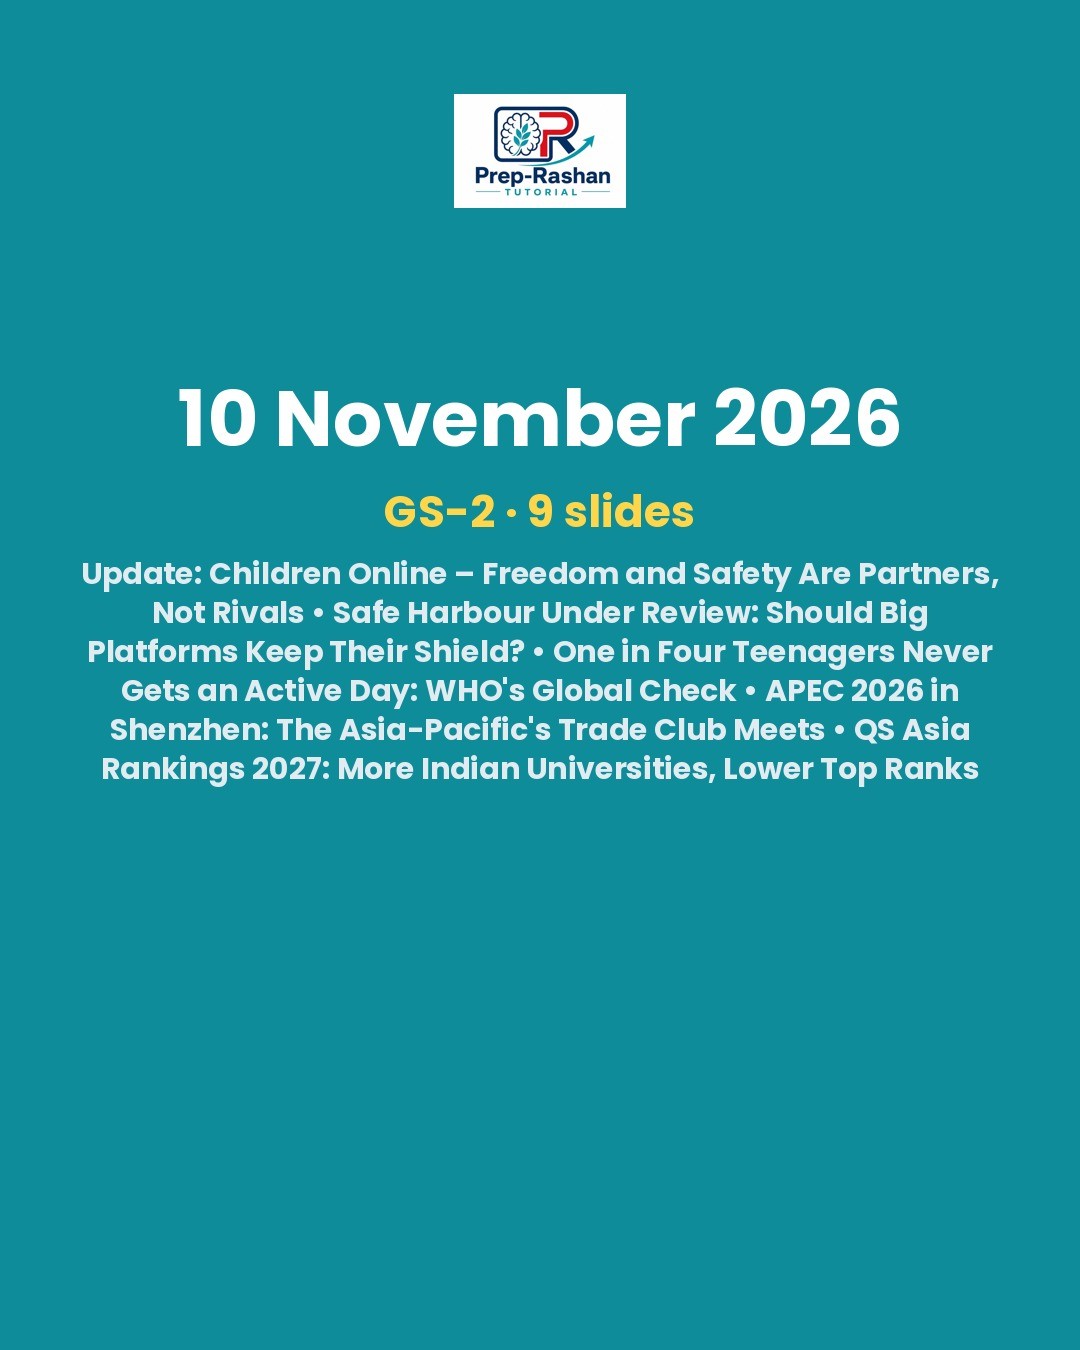 Prep-Rashan
TUTORIAL
10 November 2026
GS-2 · 9 slides
Update: Children Online – Freedom and Safety Are Partners,
Not Rivals • Safe Harbour Under Review: Should Big
Platforms Keep Their Shield? • One in Four Teenagers Never
Gets an Active Day: WHO's Global Check • APEC 2026 in
Shenzhen: The Asia-Pacific's Trade Club Meets • QS Asia
Rankings 2027: More Indian Universities, Lower Top Ranks